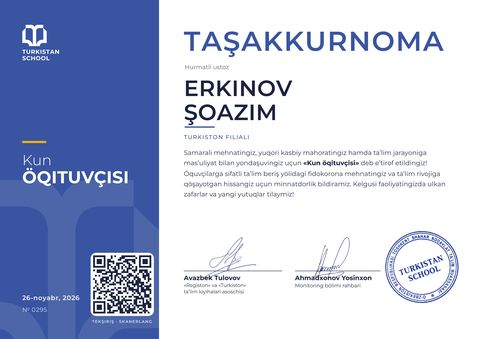 TURKISTAN
SCHOOL
Kun
ÖQITUVÇISI
26-noyabr, 2026
№ 0295
TEKŞIRIŞ - SKANERLANG
TAŞAKKURNOMA
Hurmatli ustoz
ERKINOV
ŞOAZIM
TURKISTON FILIALI
Samarali mehnatingiz, yuqori kasbiy mahoratingiz hamda ta'lim jarayoniga
mas'uliyat bilan yondaşuvingiz uçun «Kun öqituvçisi» deb e'tirof etildingiz!
Öquvçilarga sifatli ta'lim beriş yölidagi fidokorona mehnatingiz va ta'lim rivojiga
qöşayotgan hissangiz uçun minnatdorlik bildiramiz. Kelgusi faoliyatingizda ulkan
zafarlar va yangi yutuqlar tilaymiz!
Avazbek Tulovov
«Registon» va «Turkiston»
ta'lim loyihalari asoschisi
Ahmadxonov Yosinxon
Monitoring bölimi rahbari
TURKISTAN
SCHOOL